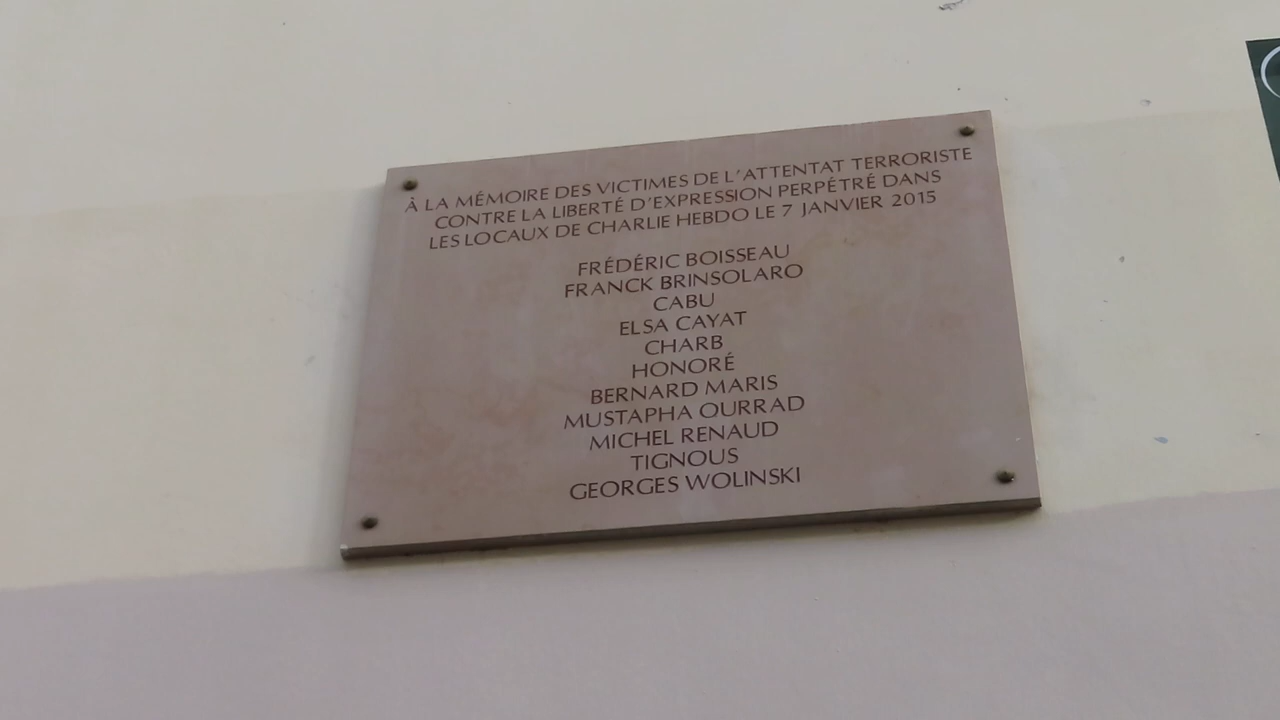 À LA MÉMOIRE DES VICTIMES DE L'ATTENTAT TERRORISTE
CONTRE LA LIBERTÉ D'EXPRESSION PERPÉTRÉ DANS
LES LOCAUX DE CHARLIE HEBDO LE 7 JANVIER 2015
FRÉDÉRIC BOISSEAU
FRANCK BRINSOLARO
CABU
ELSA CAYAT
CHARB
HONORÉ
BERNARD MARIS
MUSTAPHA OURRAD
MICHEL RENAUD
TIGNOUS
GEORGES WOLINSKI